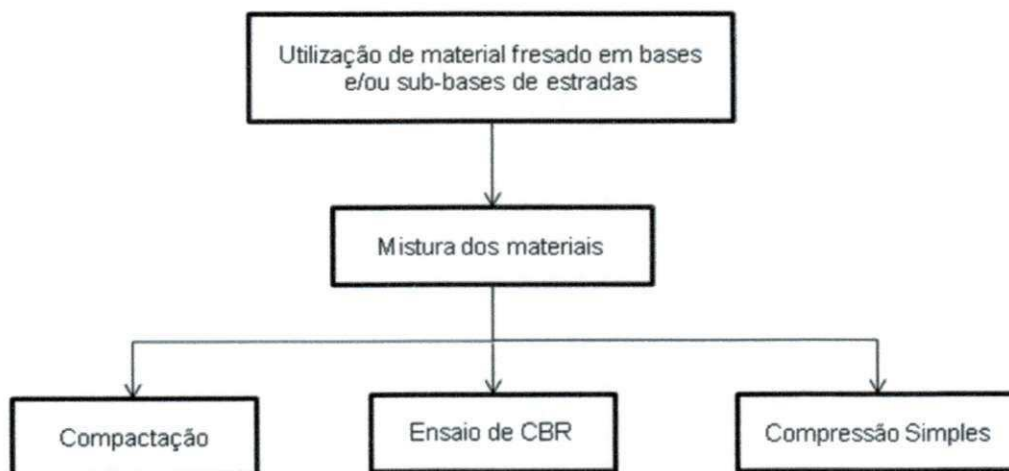 Utilização de material fresado em bases
e/ou sub-bases de estradas
Mistura dos materiais
Compactação
Ensaio de CBR
Compressão Simples